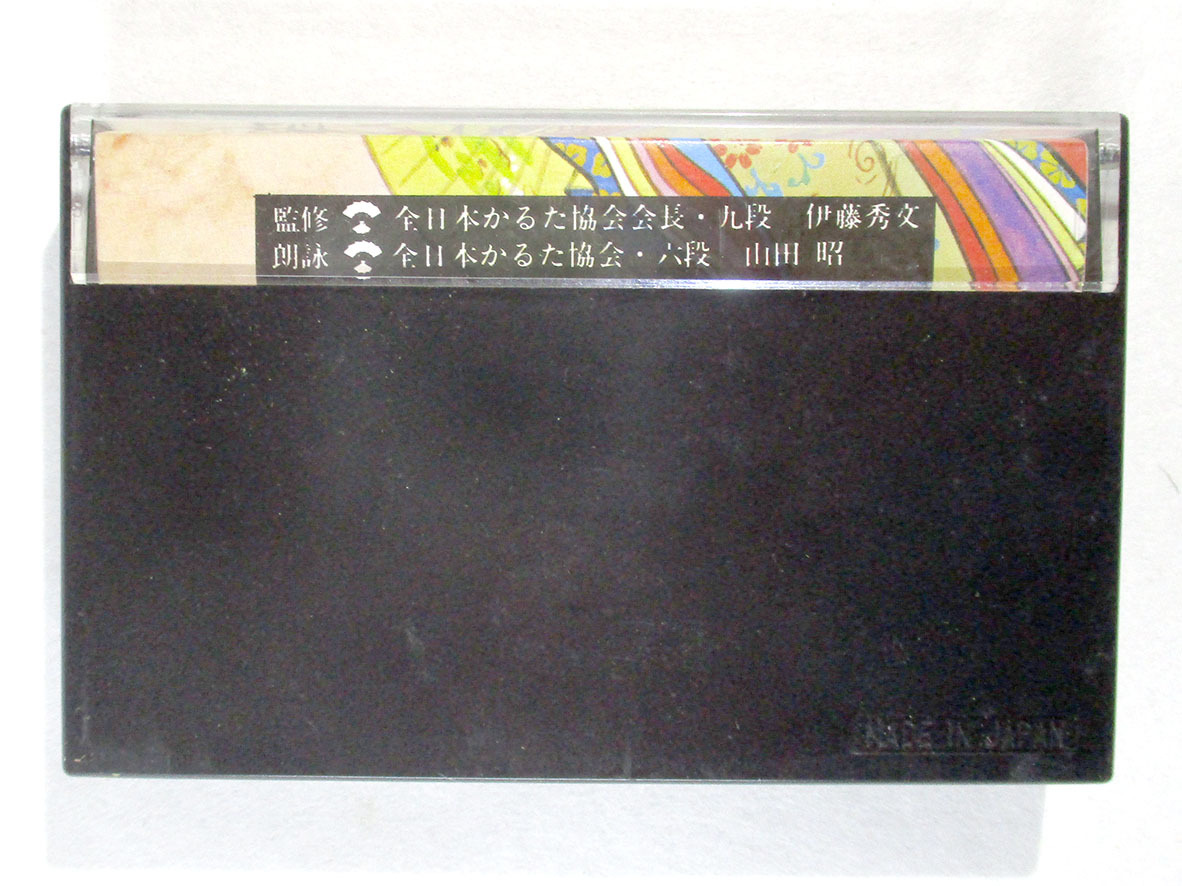 監修 全日本かるた協会会長・九段 伊藤秀文
朗詠 全日本かるた協会・六段 山田 昭
MADE IN JAPAN